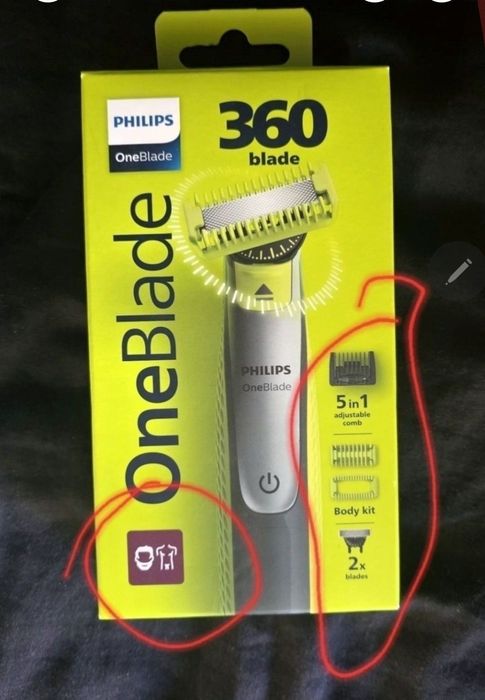 PHILIPS
OneBlade
360
blade
OneBlade
PHILIPS
OneBlade
5 in 1
adjustable
comb
Body kit
2x
blades